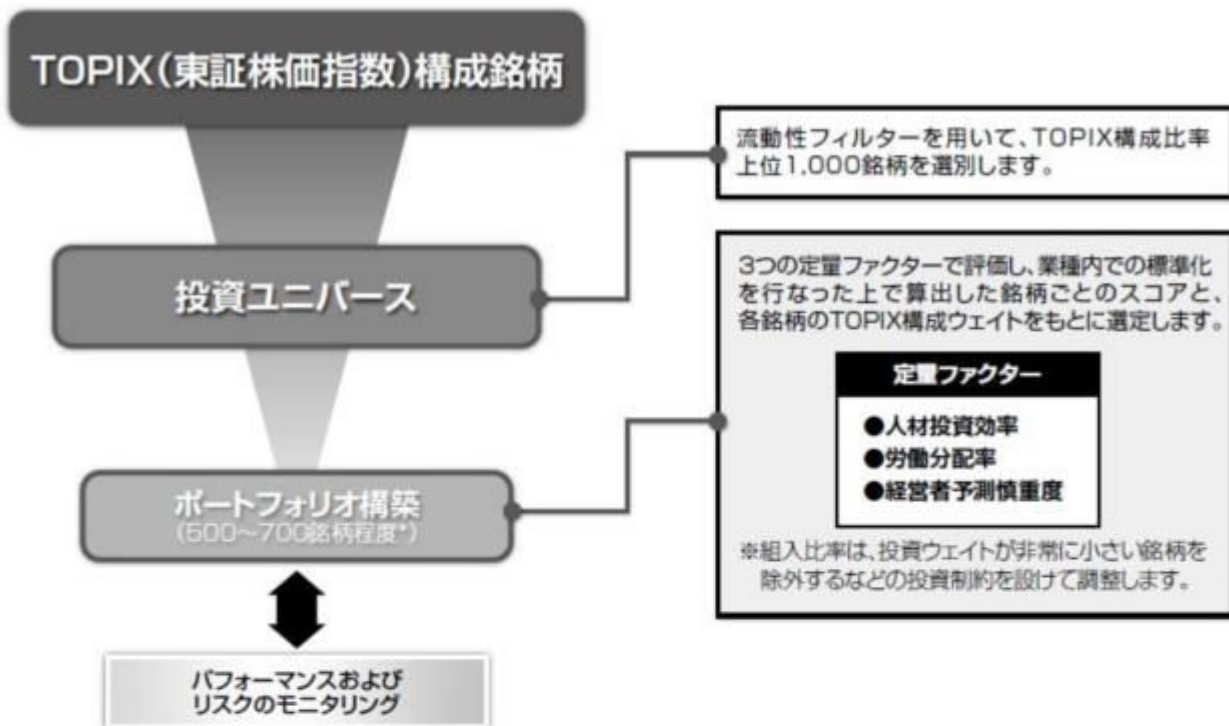 TOPIX(東証株価指数)構成銘柄
流動性フィルターを用いて、TOPIX構成比率
上位1,000銘柄を選別します。
投資ユニバース
3つの定量ファクターで評価し、業種内での標準化
を行なった上で算出した銘柄ごとのスコアと、
各銘柄のTOPIX構成ウェイトをもとに選定します。
定量ファクター
●人材投資効率
●労働分配率
●経営者予測慎重度
※組入比率は、投資ウェイトが非常に小さい銘柄を
除外するなどの投資制約を設けて調整します。
ポートフォリオ構築
(500～700銘柄程度*)
パフォーマンスおよび
リスクのモニタリング